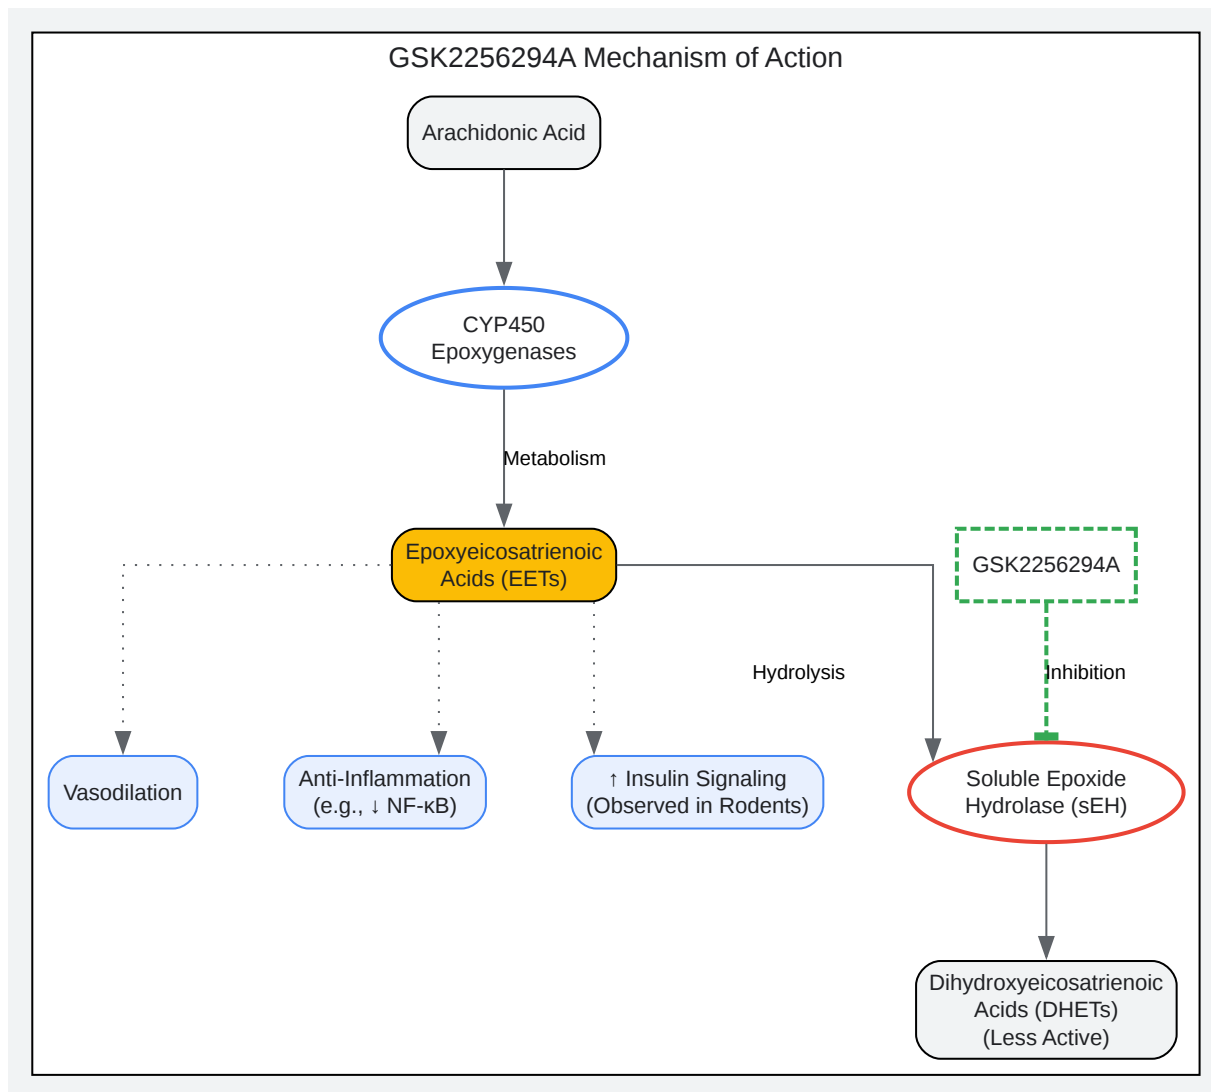 GSK2256294A Mechanism of Action
Arachidonic Acid
CYP450
Epoxygenases
Metabolism
Epoxyeicosatrienoic
Acids (EETs)
GSK2256294A
Hydrolysis
Inhibition
Vasodilation
Anti-Inflammation
(e.g., ↓ NF-κB)
↑ Insulin Signaling
(Observed in Rodents)
Soluble Epoxide
Hydrolase (sEH)
Dihydroxyeicosatrienoic
Acids (DHETs)
(Less Active)